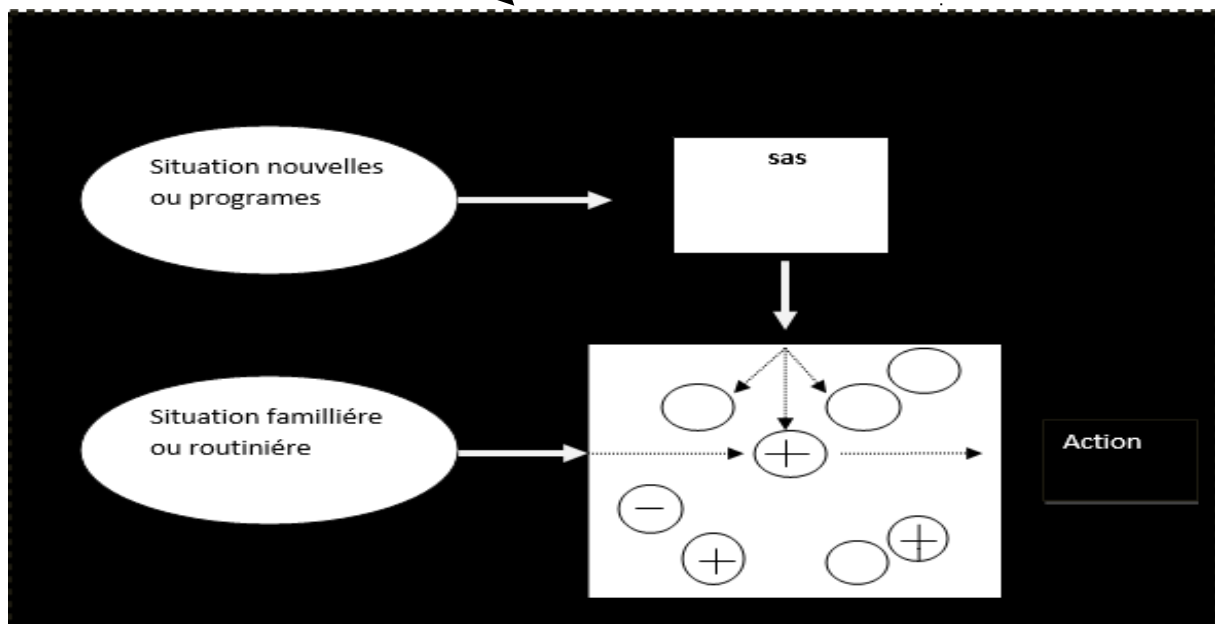 Situation nouvelles
ou programes
sas
Situation familliére
ou routiniére
Action